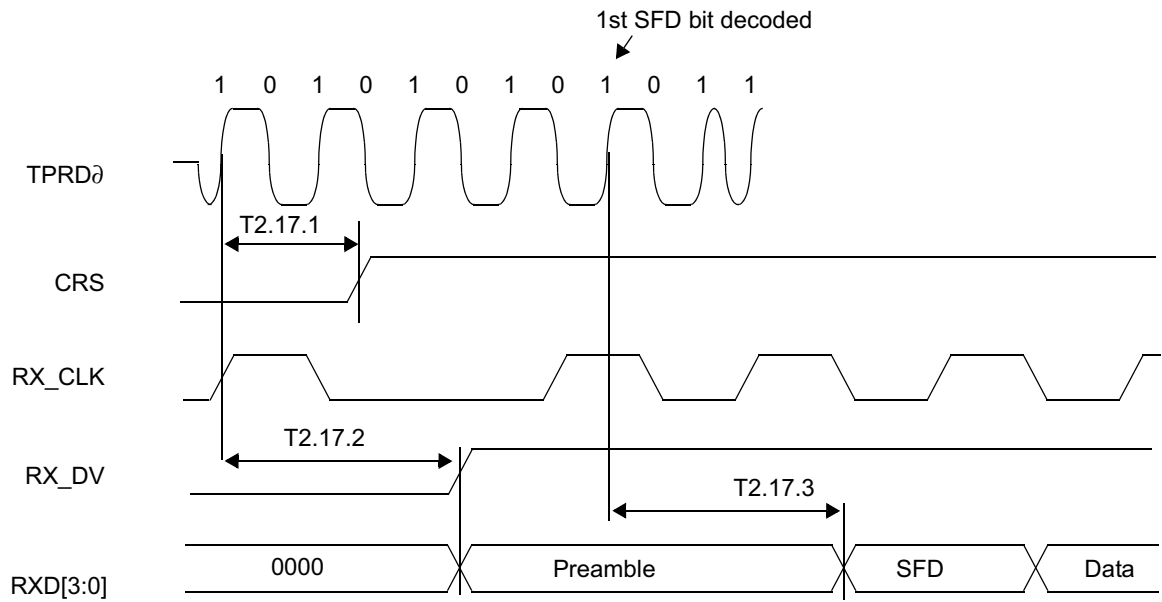 1st SFD bit decoded
1 0 1 0 1 0 1 0 1 0 1 1
TPRD∂
T2.17.1
CRS
RX_CLK
T2.17.2
RX_DV
T2.17.3
RXD[3:0]
0000 Preamble SFD Data